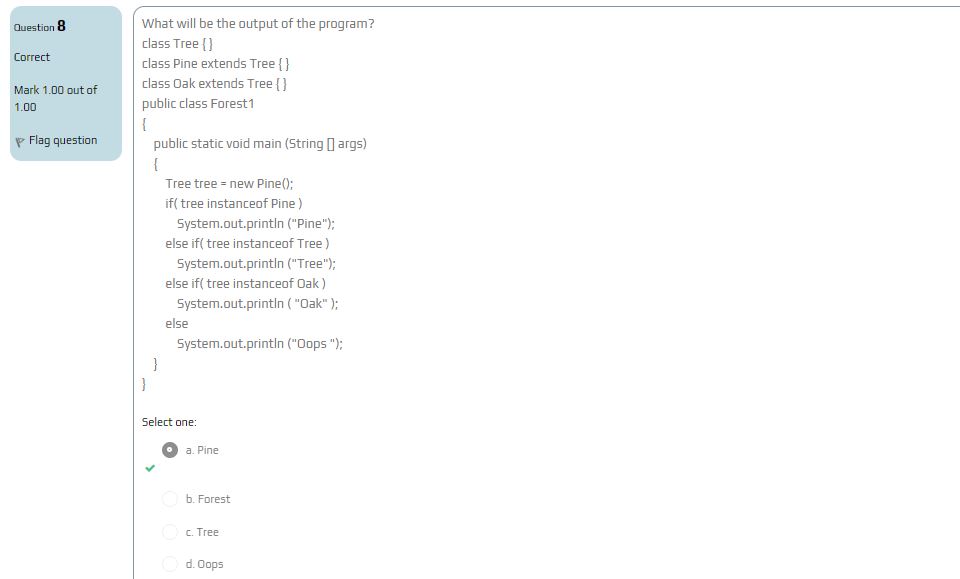 Question 8
Correct
Mark 1.00 out of
1.00
Flag question
What will be the output of the program?
class Tree { }
class Pine extends Tree { }
class Oak extends Tree { }
public class Forest1
{
public static void main (String [] args)
{
Tree tree = new Pine();
if( tree instanceof Pine )
System.out.println ("Pine");
else if( tree instanceof Tree )
System.out.println ("Tree");
else if( tree instanceof Oak )
System.out.println ( "Oak" );
else
System.out.println ("Oops ");
}
}
Select one:
a. Pine
b. Forest
c. Tree
d. Oops